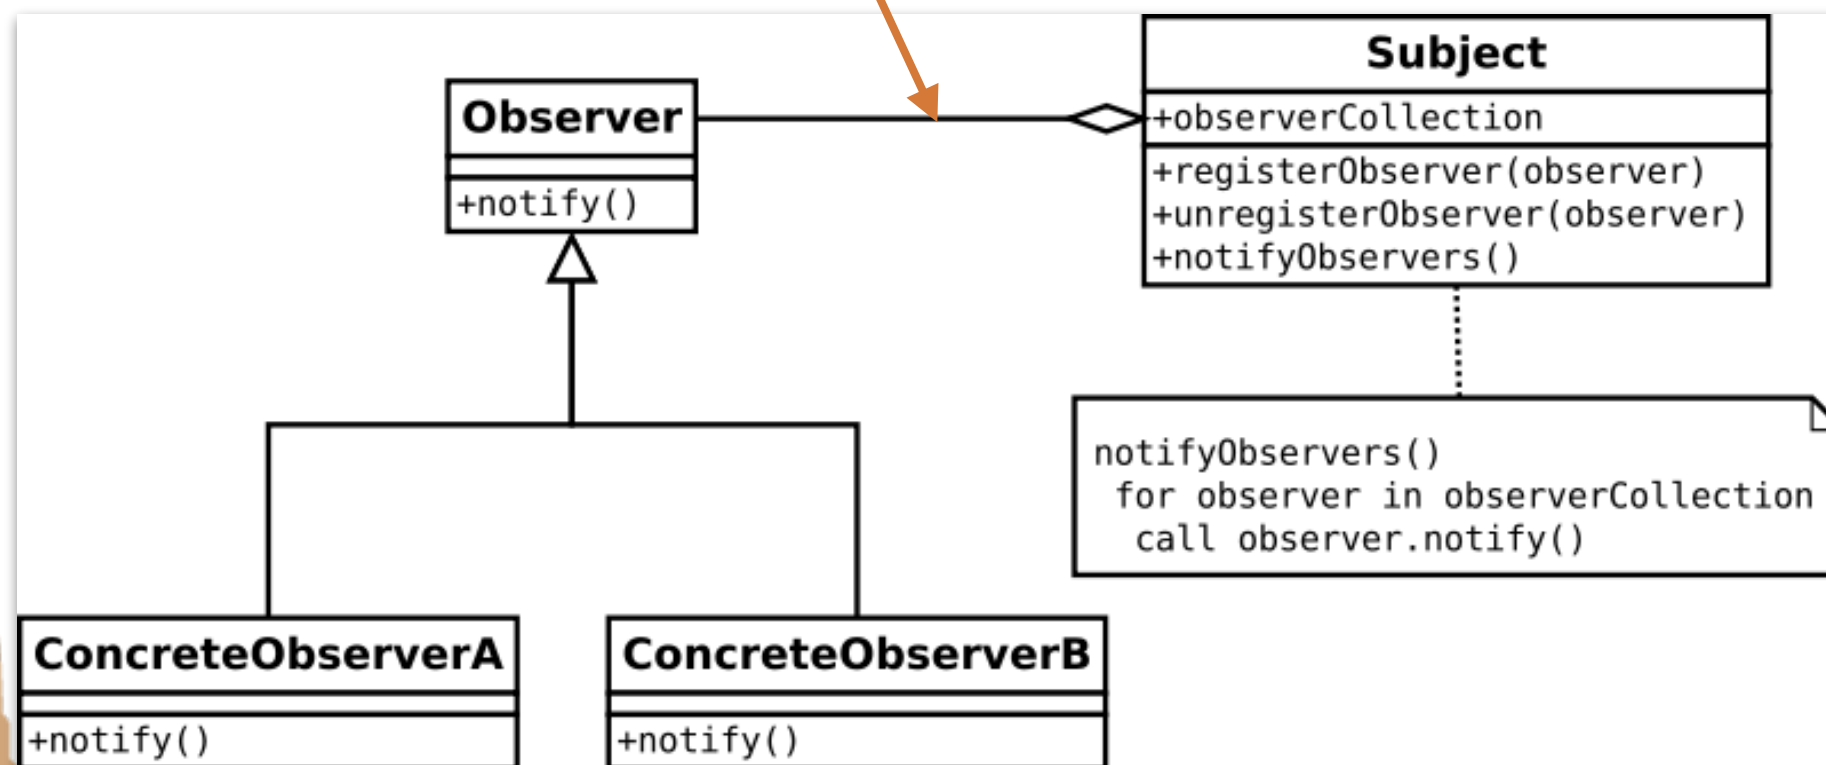 Observer
+notify()
Subject
+observerCollection
+registerObserver(observer)
+unregisterObserver(observer)
+notifyObservers()
notifyObservers()
for observer in observerCollection
call observer.notify()
ConcreteObserverA
+notify()
ConcreteObserverB
+notify()